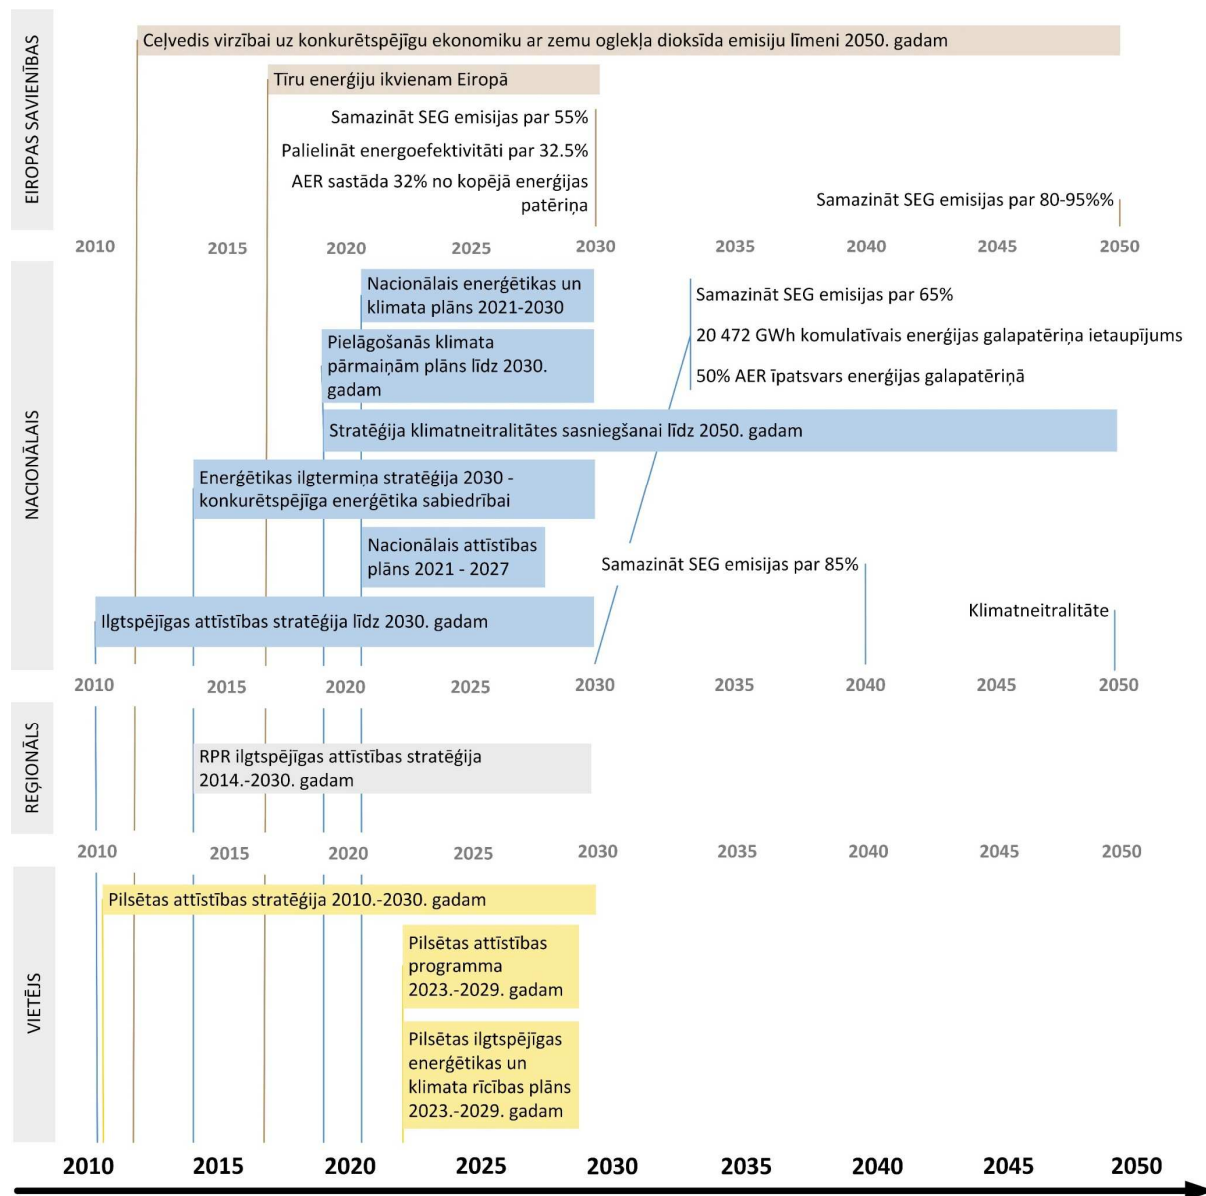 EIROPAS SAVIENĪBAS
Ceļvedis virzībai uz konkurētspējīgu ekonomiku ar zemu oglekļa dioksīda emisiju līmeni 2050. gadam
Tīru enerģiju ikvienam Eiropā
Samazināt SEG emisijas par 55%
Palielināt energoefektivitāti par 32.5%
AER sastāda 32% no kopējā enerģijas
patēriņa
Samazināt SEG emisijas par 80-95%%
2010 2015 2020 2025 2030 2035 2040 2045 2050
NACIONĀLAIS
Nacionālais enerģētikas un
klimata plāns 2021-2030
Samazināt SEG emisijas par 65%
20 472 GWh komulatīvais enerģijas galapatēriņa ietaupījums
50% AER īpatsvars enerģijas galapatēriņā
Pielāgošanās klimata
pārmaiņām plāns līdz 2030.
gadam
Stratēģija klimatneitralitātes sasniegšanai līdz 2050. gadam
Enerģētikas ilgtermiņa stratēģija 2030 -
konkurētspējīga enerģētika sabiedrībai
Nacionālais attīstības
plāns 2021 - 2027
Samazināt SEG emisijas par 85%
Klimatneitralitāte
Ilgtspējīgas attīstības stratēģija līdz 2030. gadam
2010 2015 2020 2025 2030 2035 2040 2045 2050
REĢIONĀLS
RPR ilgtspējīgas attīstības stratēģija
2014.-2030. gadam
2010 2015 2020 2025 2030 2035 2040 2045 2050
VIETĒJS
Pilsētas attīstības stratēģija 2010.-2030. gadam
Pilsētas attīstības
programma
2023.-2029. gadam
Pilsētas ilgtspējīgas
enerģētikas un
klimata rīcības plāns
2023.-2029. gadam
2010 2015 2020 2025 2030 2035 2040 2045 2050